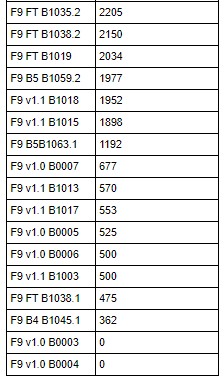 F9 FT B1035.2 2205
F9 FT B1038.2 2150
F9 FT B1019 2034
F9 B5 B1059.2 1977
F9 v1.1 B1018 1952
F9 v1.1 B1015 1898
F9 B5B1063.1 1192
F9 v1.0 B0007 677
F9 v1.1 B1013 570
F9 v1.1 B1017 553
F9 v1.0 B0005 525
F9 v1.0 B0006 500
F9 v1.1 B1003 500
F9 FT B1038.1 475
F9 B4 B1045.1 362
F9 v1.0 B0003 0
F9 v1.0 B0004 0